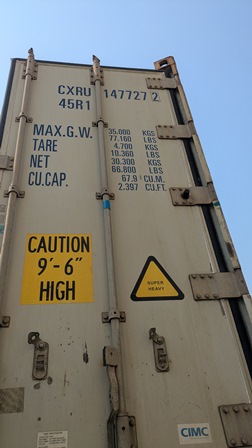 CXRU 147727 2
45R1
MAX.G.W. 35.000 KGS
77.160 LBS
TARE 4.700 KGS
10.360 LBS
NET 30.300 KGS
66.800 LBS
CU.CAP. 67.9 CU.M.
2.397 CU.FT.
CAUTION
9'-6"
HIGH
SUPER
HEAVY
CIMC